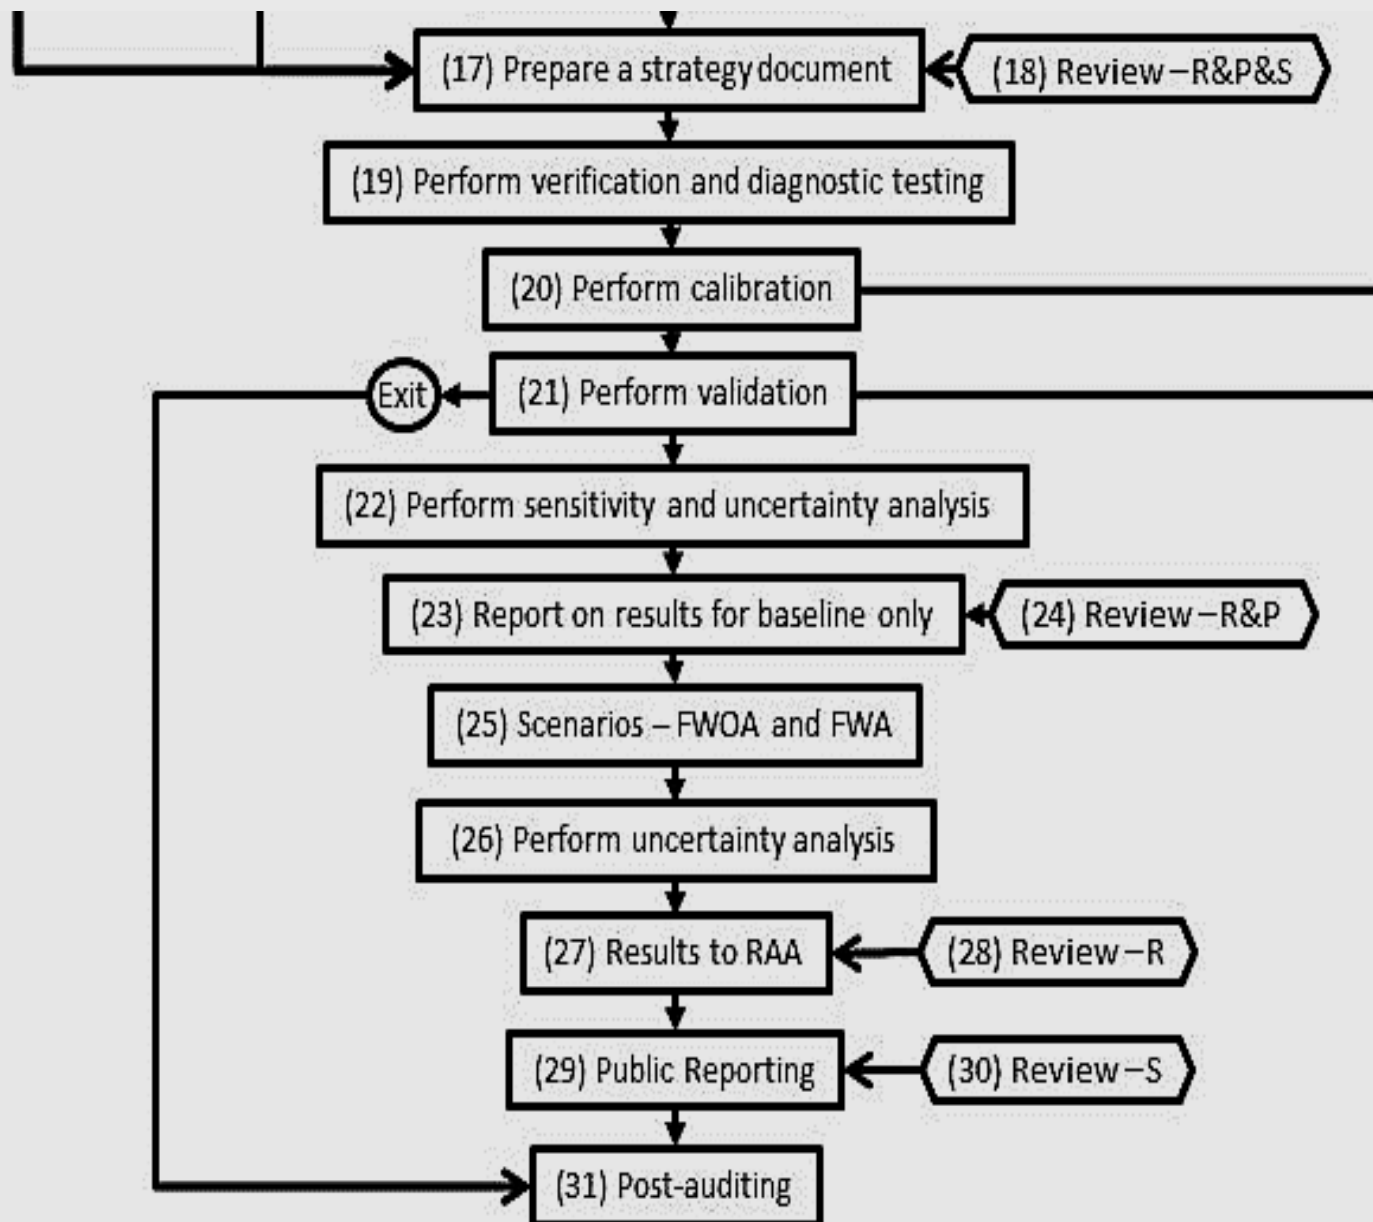 (17) Prepare a strategy document
(18) Review – R&P&S
(19) Perform verification and diagnostic testing
(20) Perform calibration
Exit
(21) Perform validation
(22) Perform sensitivity and uncertainty analysis
(23) Report on results for baseline only
(24) Review – R&P
(25) Scenarios – FWOA and FWA
(26) Perform uncertainty analysis
(27) Results to RAA
(28) Review – R
(29) Public Reporting
(30) Review – S
(31) Post-auditing